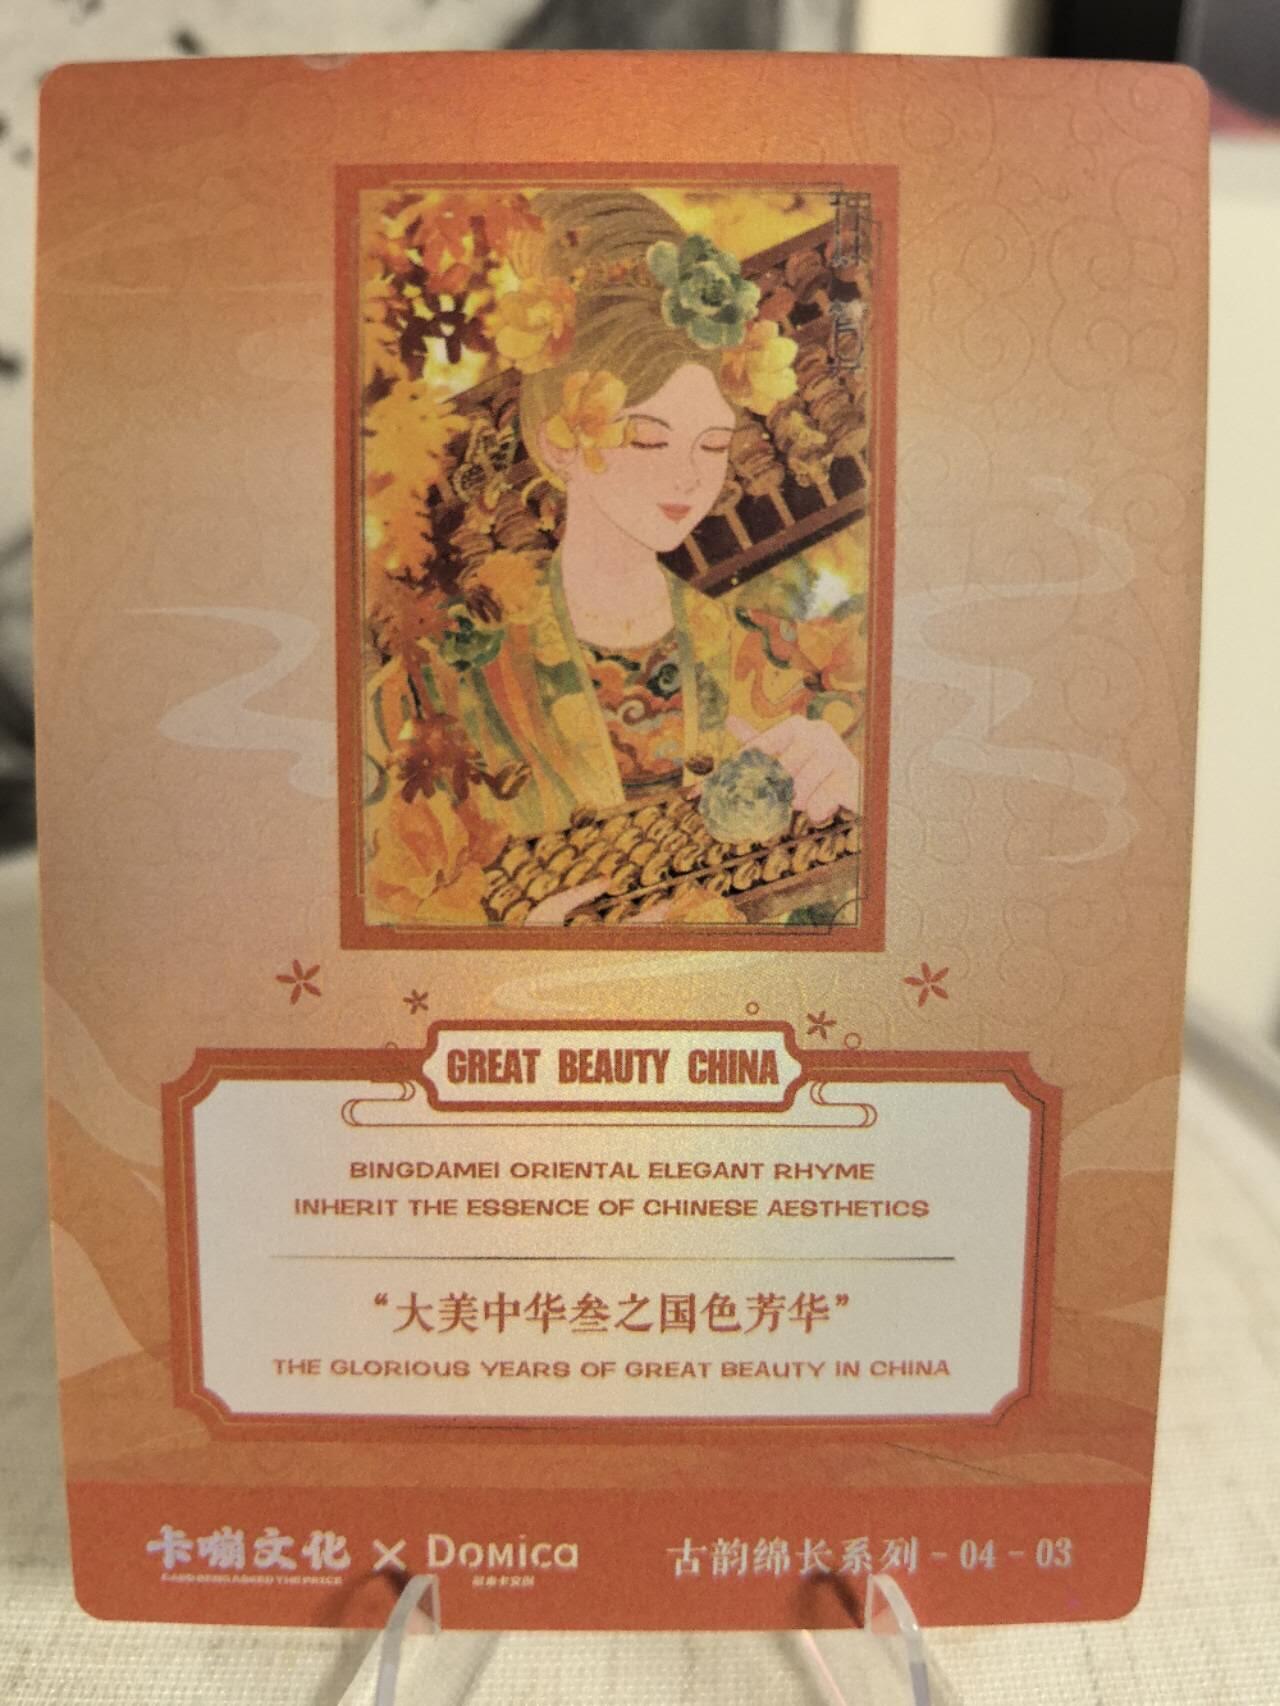 GREAT BEAUTY CHINA
BINGDAMEI ORIENTAL ELEGANT RHYME
INHERIT THE ESSENCE OF CHINESE AESTHETICS
“大美中华叁之国色芳华”
THE GLORIOUS YEARS OF GREAT BEAUTY IN CHINA
卡嘣文化 × DOMICA
古韵绵长系列-04-03